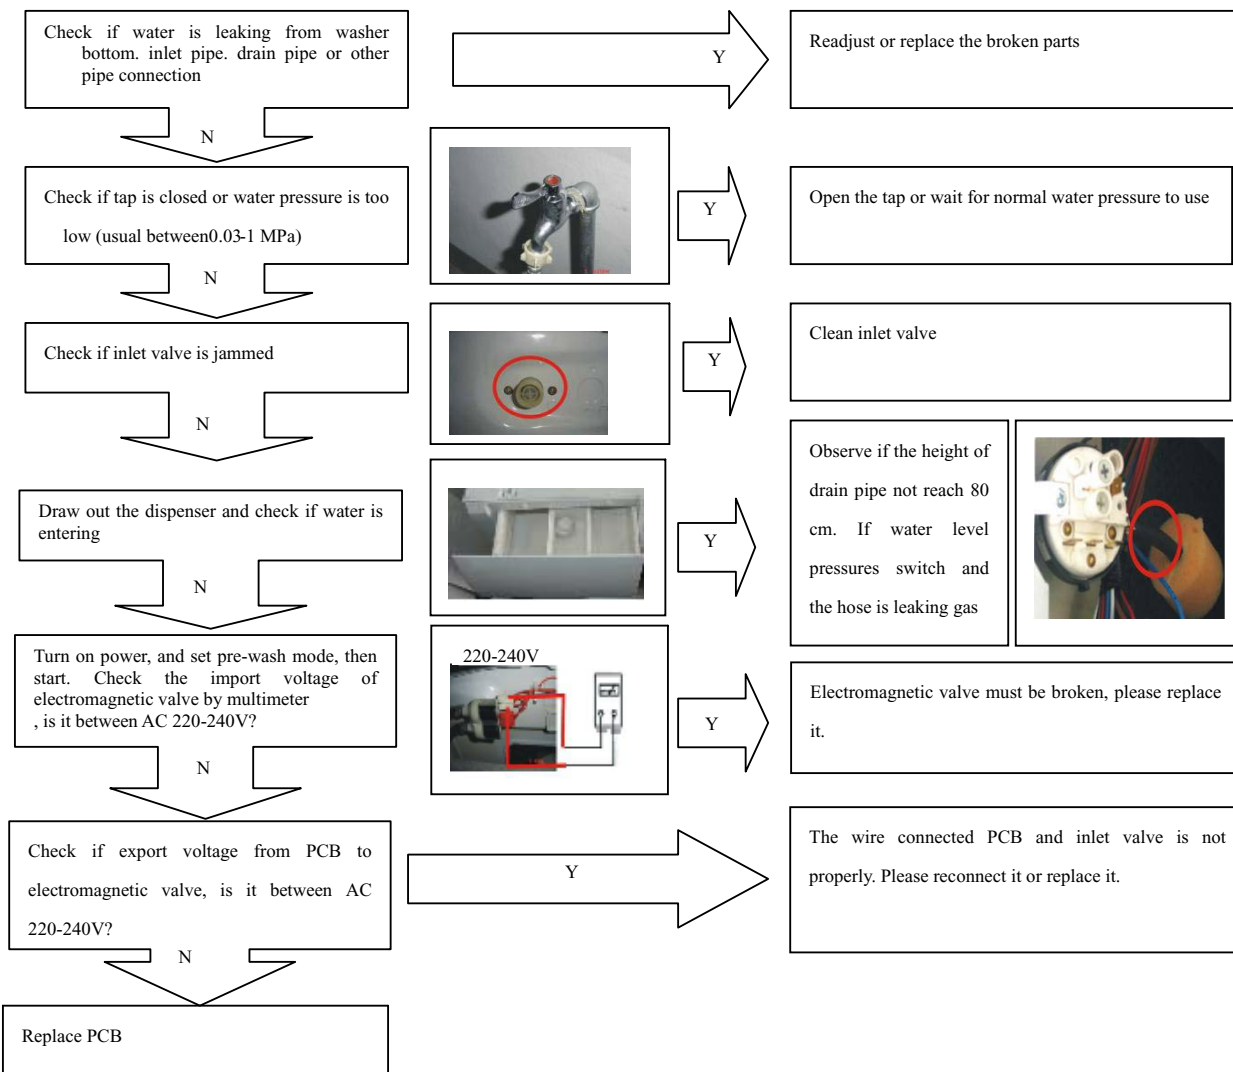 Check if water is leaking from washer
bottom. inlet pipe. drain pipe or other
pipe connection
Y
Readjust or replace the broken parts
N
Check if tap is closed or water pressure is too
low (usual between0.03-1 MPa)
Y
Open the tap or wait for normal water pressure to use
N
Check if inlet valve is jammed
Y
Clean inlet valve
N
Draw out the dispenser and check if water is
entering
Y
Observe if the height of
drain pipe not reach 80
cm. If water level
pressures switch and
the hose is leaking gas
N
Turn on power, and set pre-wash mode, then
start. Check the import voltage of
electromagnetic valve by multimeter
, is it between AC 220-240V?
220-240V
Y
Electromagnetic valve must be broken, please replace
it.
N
Check if export voltage from PCB to
electromagnetic valve, is it between AC
220-240V?
Y
The wire connected PCB and inlet valve is not
properly. Please reconnect it or replace it.
N
Replace PCB